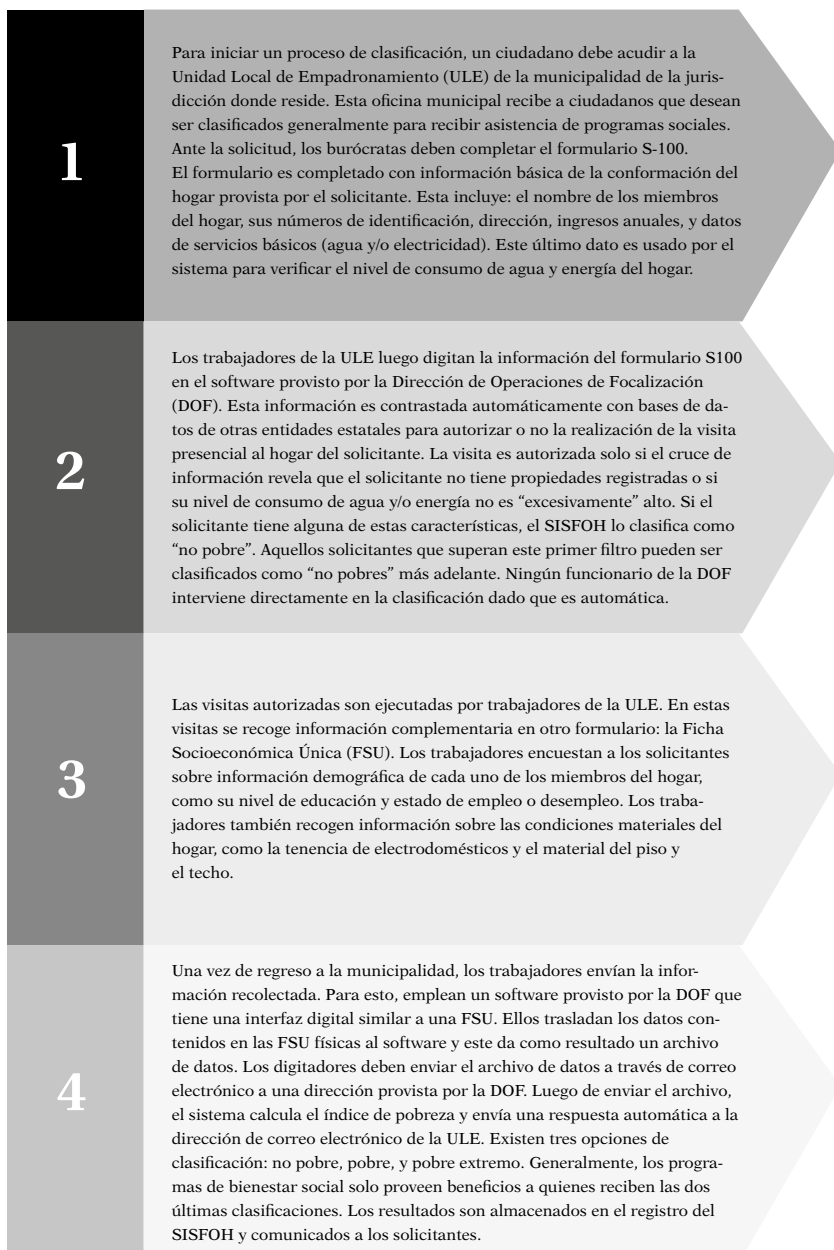 1
Para iniciar un proceso de clasificación, un ciudadano debe acudir a la
Unidad Local de Empadronamiento (ULE) de la municipalidad de la juris-
dicción donde reside. Esta oficina municipal recibe a ciudadanos que desean
ser clasificados generalmente para recibir asistencia de programas sociales.
Ante la solicitud, los burócratas deben completar el formulario S-100.
El formulario es completado con información básica de la conformación del
hogar provista por el solicitante. Esta incluye: el nombre de los miembros
del hogar, sus números de identificación, dirección, ingresos anuales, y datos
de servicios básicos (agua y/o electricidad). Este último dato es usado por el
sistema para verificar el nivel de consumo de agua y energía del hogar.
2
Los trabajadores de la ULE luego digitan la información del formulario S100
en el software provisto por la Dirección de Operaciones de Focalización
(DOF). Esta información es contrastada automáticamente con bases de da-
tos de otras entidades estatales para autorizar o no la realización de la visita
presencial al hogar del solicitante. La visita es autorizada solo si el cruce de
información revela que el solicitante no tiene propiedades registradas o si
su nivel de consumo de agua y/o energía no es “excesivamente” alto. Si el
solicitante tiene alguna de estas características, el SISFOH lo clasifica como
“no pobre”. Aquellos solicitantes que superan este primer filtro pueden ser
clasificados como “no pobres” más adelante. Ningún funcionario de la DOF
interviene directamente en la clasificación dado que es automática.
3
Las visitas autorizadas son ejecutadas por trabajadores de la ULE. En estas
visitas se recoge información complementaria en otro formulario: la Ficha
Socioeconómica Única (FSU). Los trabajadores encuestan a los solicitantes
sobre información demográfica de cada uno de los miembros del hogar,
como su nivel de educación y estado de empleo o desempleo. Los traba-
jadores también recogen información sobre las condiciones materiales del
hogar, como la tenencia de electrodomésticos y el material del piso y
el techo.
4
Una vez de regreso a la municipalidad, los trabajadores envían la infor-
mación recolectada. Para esto, emplean un software provisto por la DOF que
tiene una interfaz digital similar a una FSU. Ellos trasladan los datos con-
tenidos en las FSU físicas al software y este da como resultado un archivo
de datos. Los digitadores deben enviar el archivo de datos a través de correo
electrónico a una dirección provista por la DOF. Luego de enviar el archivo,
el sistema calcula el índice de pobreza y envía una respuesta automática a la
dirección de correo electrónico de la ULE. Existen tres opciones de
clasificación: no pobre, pobre, y pobre extremo. Generalmente, los progra-
mas de bienestar social solo proveen beneficios a quienes reciben las dos
últimas clasificaciones. Los resultados son almacenados en el registro del
SISFOH y comunicados a los solicitantes.